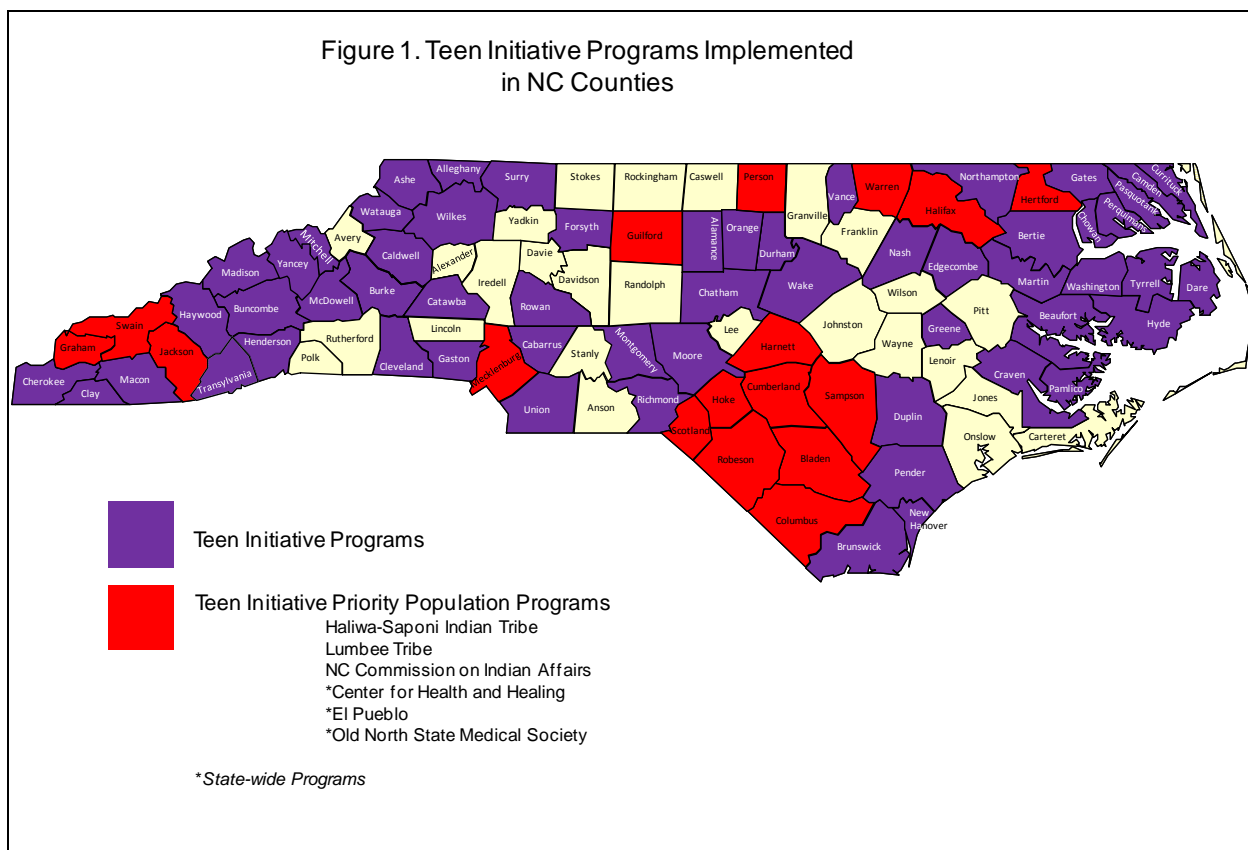 Figure 1. Teen Initiative Programs Implemented
in NC Counties
Alleghany
Ashe
Surry
Stokes
Rockingham
Caswell
Person
Granville
Vance
Warren
Northampton
Hertford
Gates
Currituck
Camden
Pasquotank
Perquimans
Chowan
Watauga
Wilkes
Yadkin
Forsyth
Guilford
Alamance
Orange
Durham
Franklin
Halifax
Bertie
Mitchell
Avery
Caldwell
Alexander
Davie
Iredell
Davidson
Randolph
Chatham
Wake
Nash
Edgecombe
Martin
Washington
Tyrrell
Dare
Madison
Yancey
McDowell
Burke
Catawba
Rowan
Wilson
Pitt
Beaufort
Hyde
Swain
Haywood
Buncombe
Graham
Jackson
Henderson
Transylvania
Polk
Rutherford
Cleveland
Lincoln
Gaston
Mecklenburg
Cabarrus
Stanly
Montgomery
Moore
Lee
Harnett
Johnston
Wayne
Greene
Lenoir
Craven
Pamlico
Cherokee
Clay
Macon
Union
Anson
Richmond
Scotland
Hoke
Cumberland
Sampson
Duplin
Jones
Onslow
Carteret
Robeson
Bladen
Pender
Columbus
Brunswick
New
Hanover
Teen Initiative Programs
Teen Initiative Priority Population Programs
Haliwa-Saponi Indian Tribe
Lumbee Tribe
NC Commission on Indian Affairs
*Center for Health and Healing
*El Pueblo
*Old North State Medical Society
*State-wide Programs